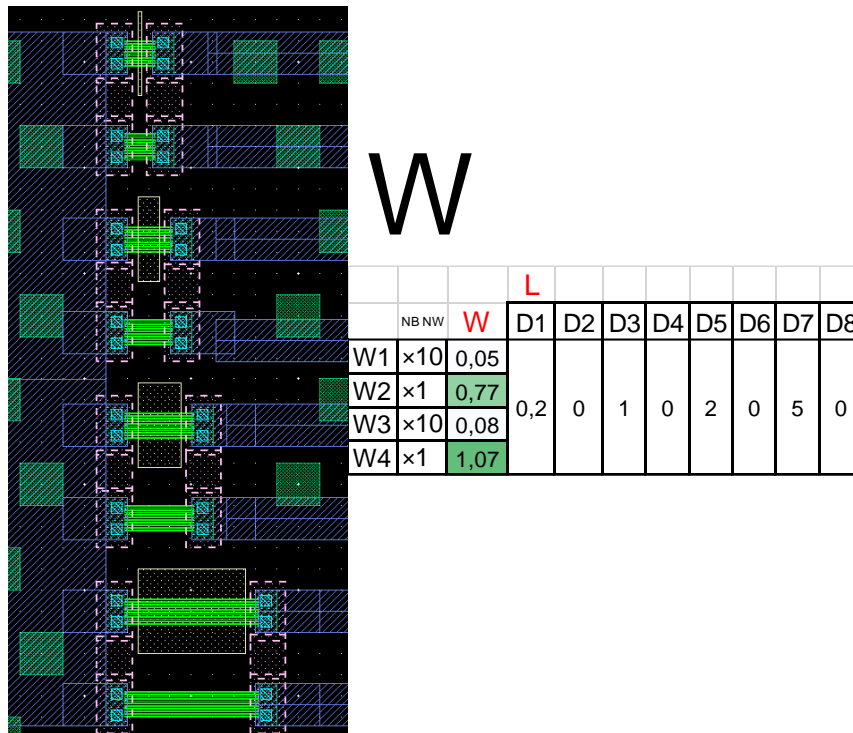 W
L
NB NW W D1 D2 D3 D4 D5 D6 D7 D8
W1 ×10 0,05
W2 ×1 0,77
0,2 0 1 0 2 0 5 0
W3 ×10 0,08
W4 ×1 1,07